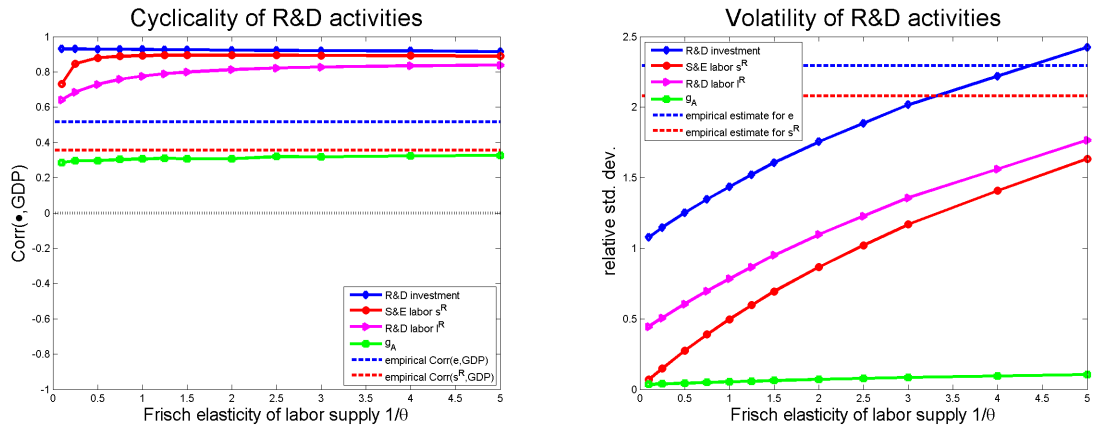 Cyclicality of R&D activities
1
0.8
0.6
0.4
0.2
0
-0.2
-0.4
-0.6
-0.8
-1
Corr(●,GDP)
R&D investment
S&E labor s^R
R&D labor l^R
g_A
empirical Corr(e,GDP)
empirical Corr(s^R,GDP)
0 0.5 1 1.5 2 2.5 3 3.5 4 4.5 5
Frisch elasticity of labor supply 1/θ
Volatility of R&D activities
2.5
2
1.5
1
0.5
0
relative std. dev.
R&D investment
S&E labor s^R
R&D labor l^R
g_A
empirical estimate for e
empirical estimate for s^R
0 0.5 1 1.5 2 2.5 3 3.5 4 4.5 5
Frisch elasticity of labor supply 1/θ